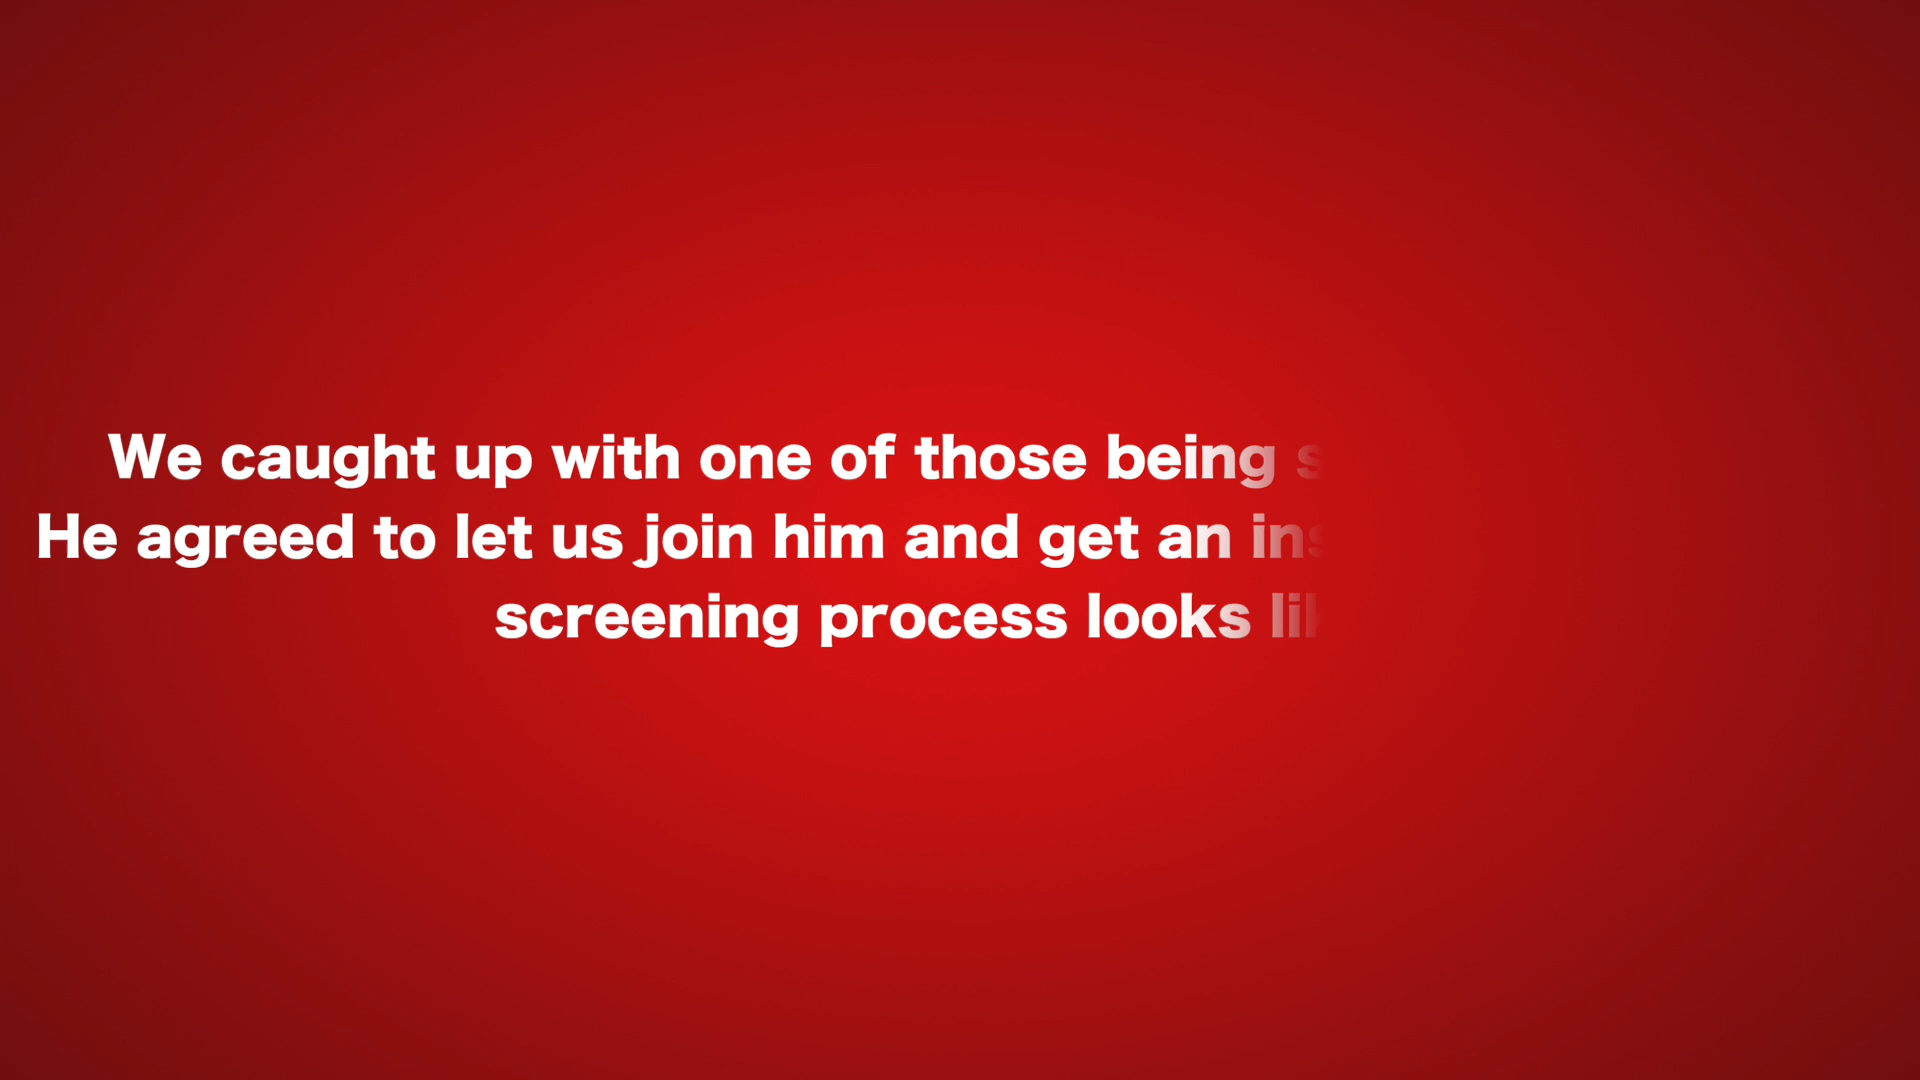 We caught up with one of those being
He agreed to let us join him and get an
screening process looks